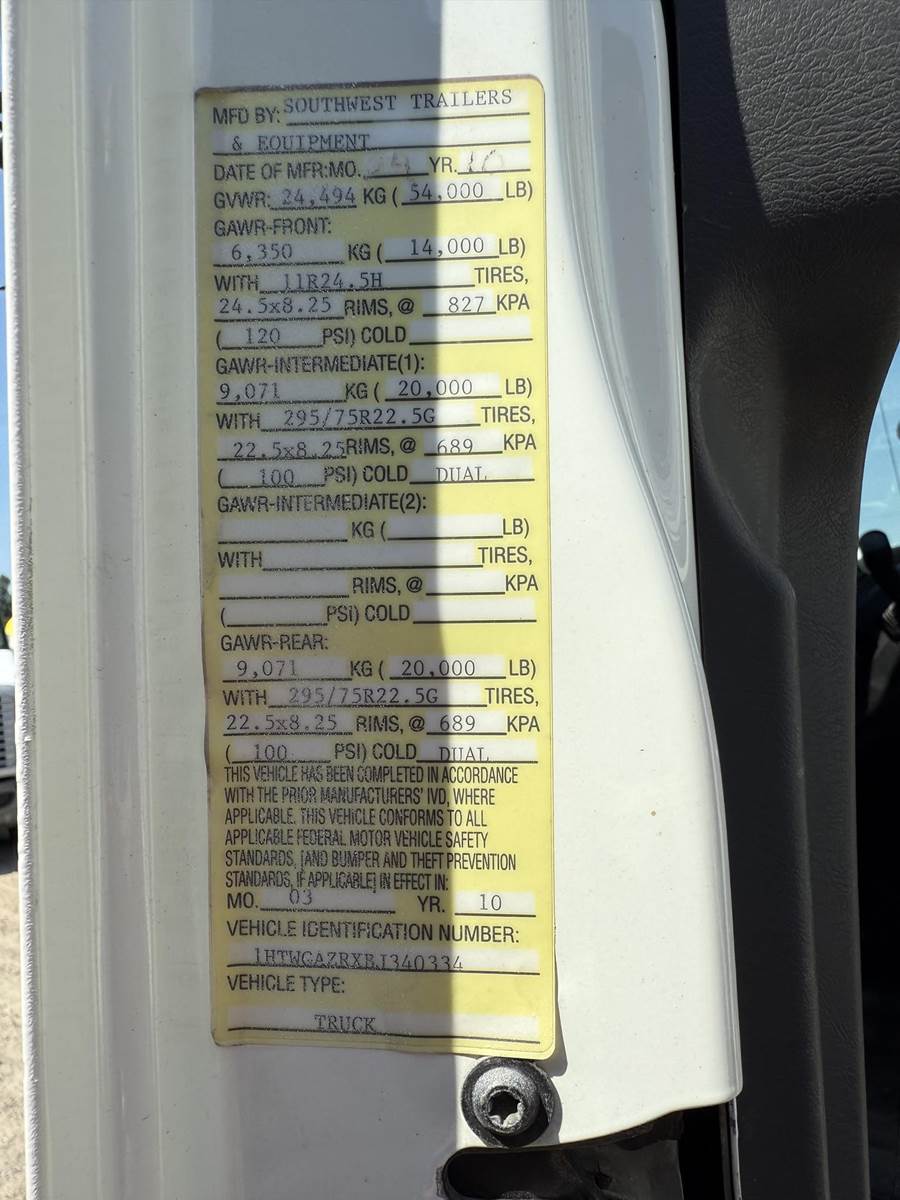 MFD BY: SOUTHWEST TRAILERS
& EQUIPMENT
DATE OF MFR: MO. YR. 10
GVWR: 24,494 KG ( 54,000 LB)
GAWR-FRONT:
6,350 KG ( 14,000 LB)
WITH 11R24.5H TIRES,
24.5x8.25 RIMS, @ 827 KPA
( 120 PSI) COLD
GAWR-INTERMEDIATE(1):
9,071 KG ( 20,000 LB)
WITH 295/75R22.5G TIRES,
22.5x8.25 RIMS, @ 689 KPA
( 100 PSI) COLD DUAL
GAWR-INTERMEDIATE(2):
KG ( LB)
WITH TIRES,
RIMS, @ KPA
( PSI) COLD
GAWR-REAR:
9,071 KG ( 20,000 LB)
WITH 295/75R22.5G TIRES,
22.5x8.25 RIMS, @ 689 KPA
( 100 PSI) COLD DUAL
THIS VEHICLE HAS BEEN COMPLETED IN ACCORDANCE
WITH THE PRIOR MANUFACTURERS' IVD, WHERE
APPLICABLE. THIS VEHICLE CONFORMS TO ALL
APPLICABLE FEDERAL MOTOR VEHICLE SAFETY
STANDARDS, [AND BUMPER AND THEFT PREVENTION
STANDARDS, IF APPLICABLE] IN EFFECT IN:
MO. 03 YR. 10
VEHICLE IDENTIFICATION NUMBER:
1HTWGAZRXBJ340334
VEHICLE TYPE:
TRUCK